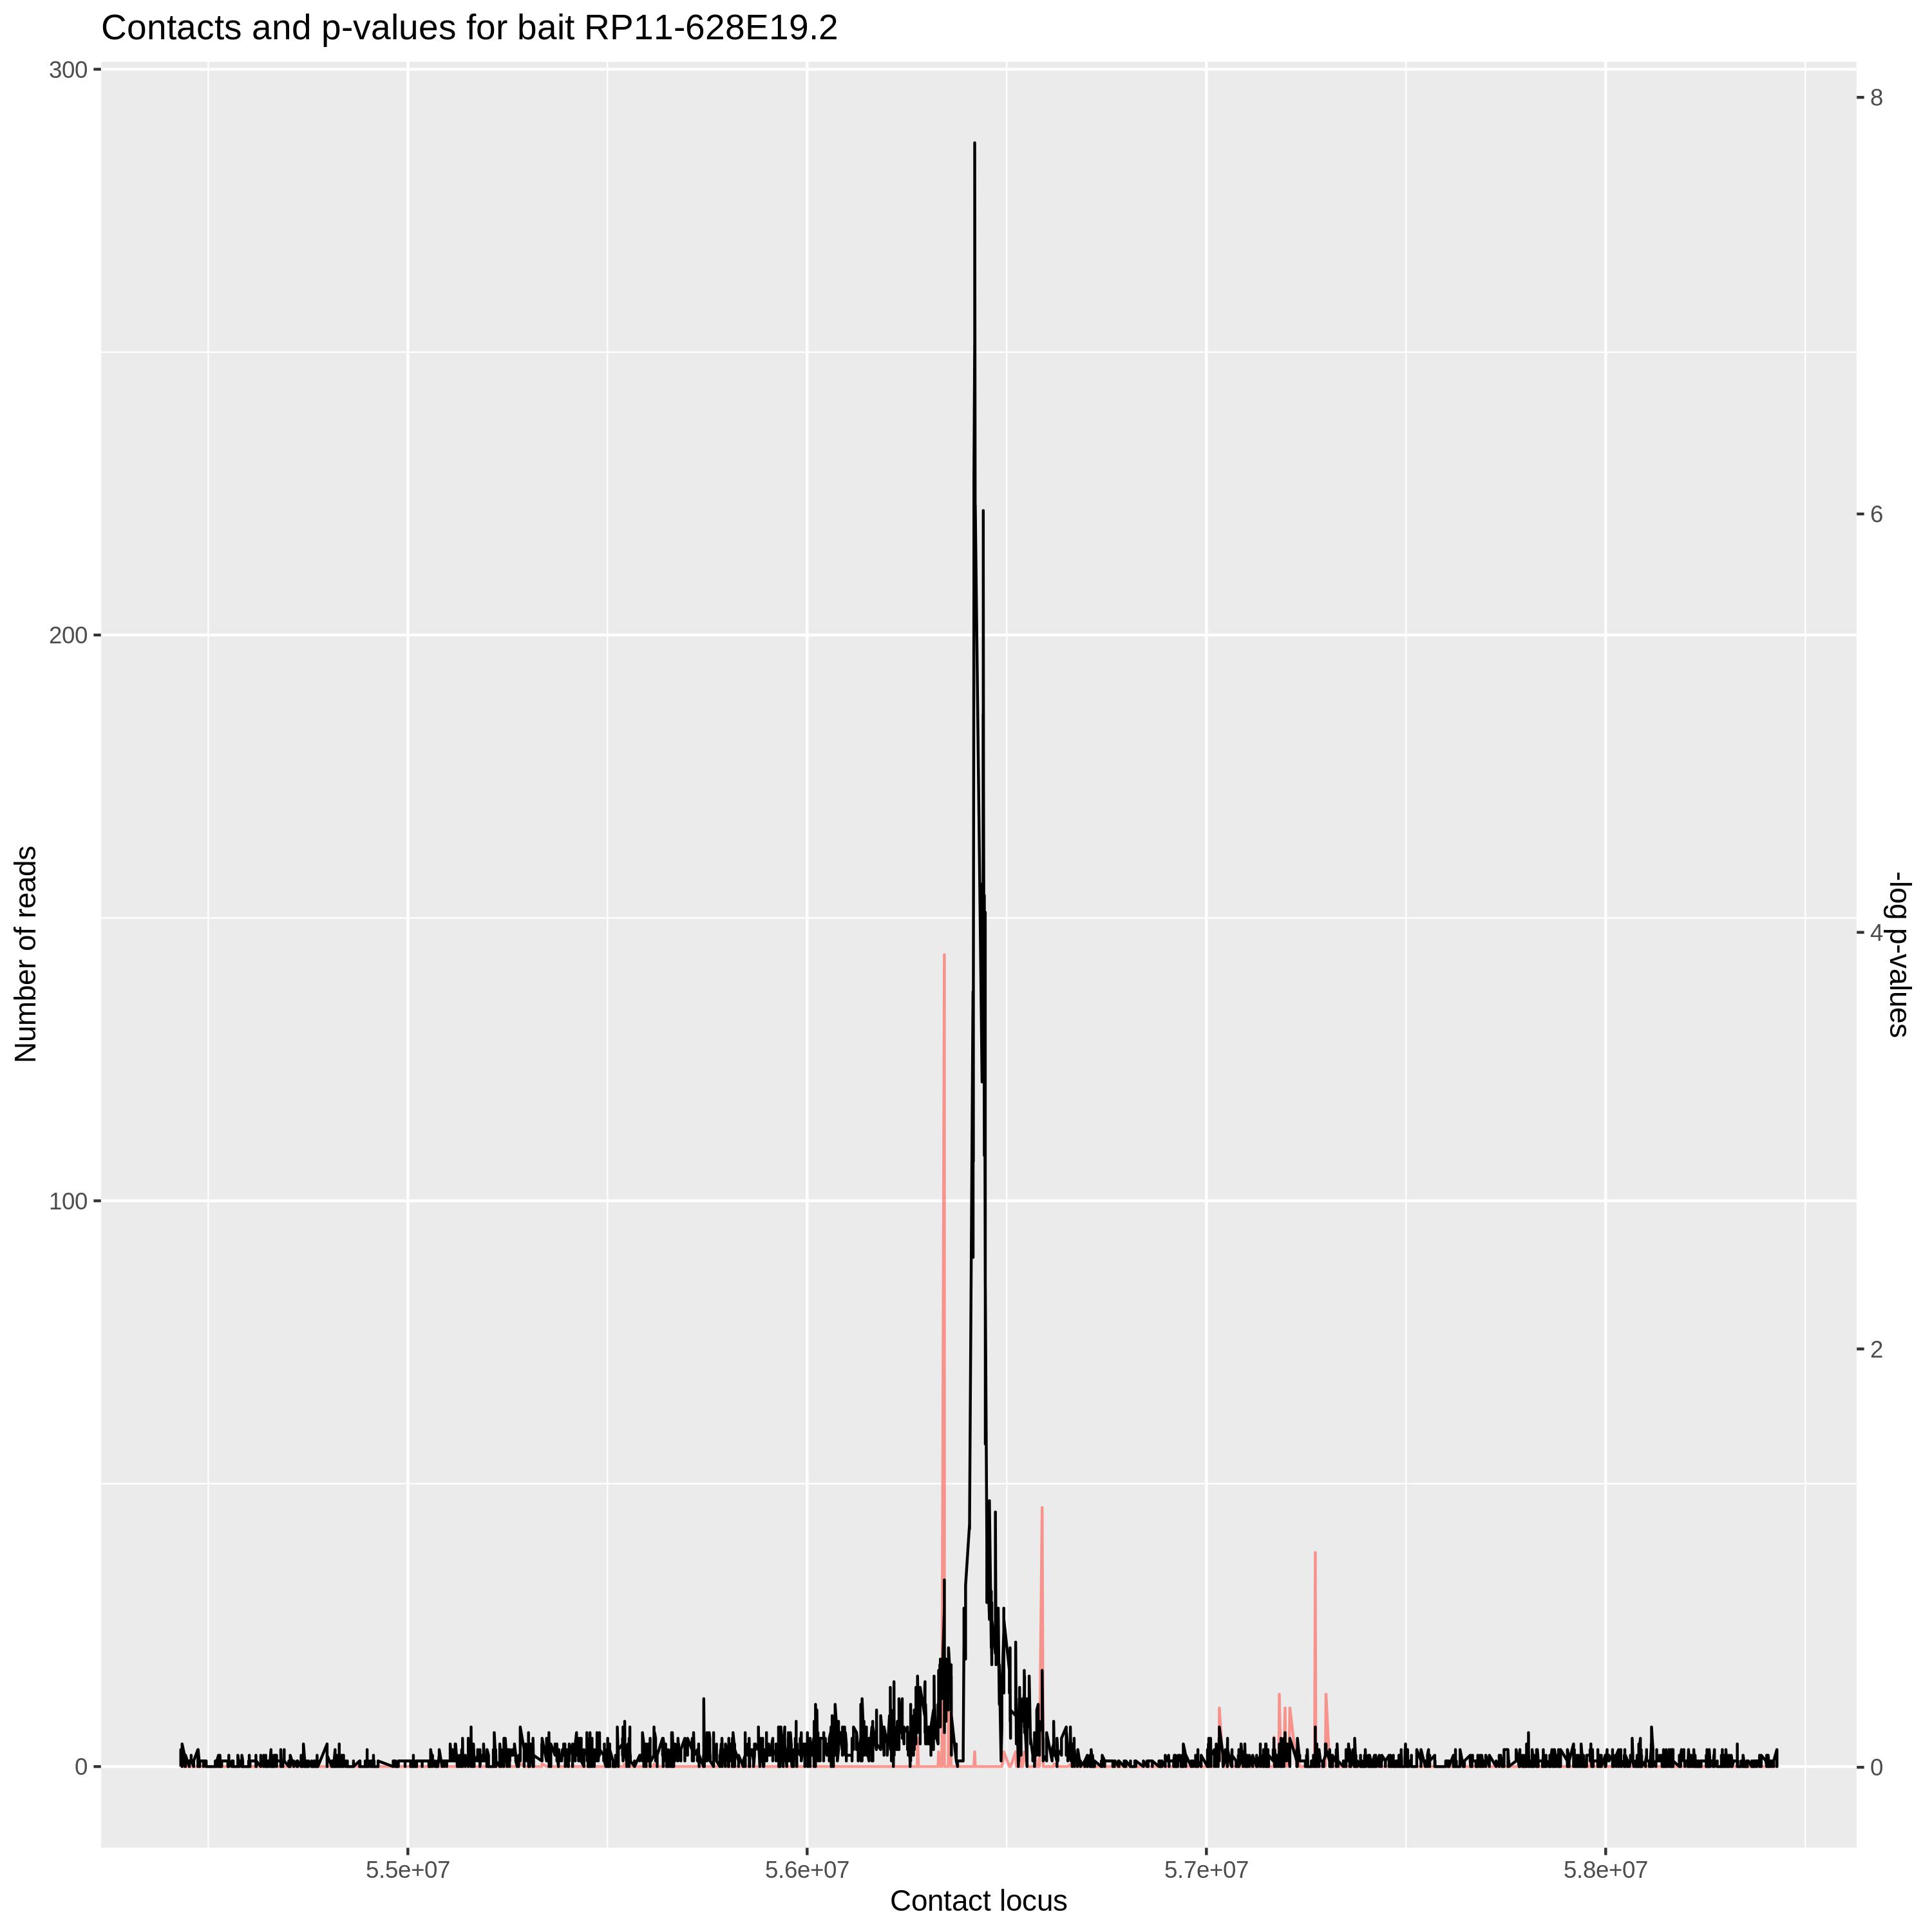 Contacts and p-values for bait RP11-628E19.2
300
200
100
0
Number of reads
8
6
4
2
0
-log p-values
5.5e+07
5.6e+07
5.7e+07
5.8e+07
Contact locus